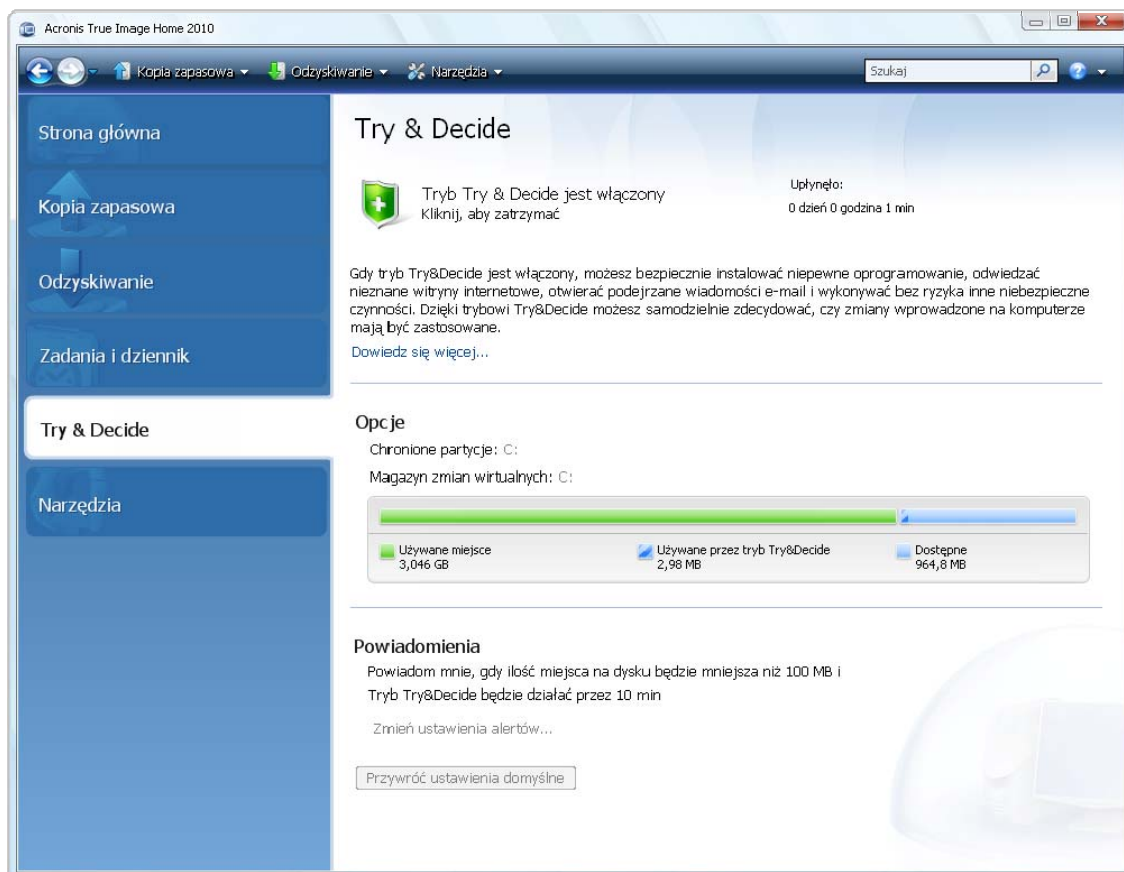 Acronis True Image Home 2010
Kopia zapasowa
Odzyskiwanie
Narzędzia
Szukaj
Strona główna
Kopia zapasowa
Odzyskiwanie
Zadania i dziennik
Try & Decide
Narzędzia
Try & Decide
Tryb Try & Decide jest włączony
Kliknij, aby zatrzymać
Upłynęło:
0 dzień 0 godzina 1 min
Gdy tryb Try&Decide jest włączony, możesz bezpiecznie instalować niepewne oprogramowanie, odwiedzać
nieznane witryny internetowe, otwierać podejrzane wiadomości e-mail i wykonywać bez ryzyka inne niebezpieczne
czynności. Dzięki trybowi Try&Decide możesz samodzielnie zdecydować, czy zmiany wprowadzone na komputerze
mają być zastosowane.
Dowiedz się więcej...
Opcje
Chronione partycje: C:
Magazyn zmian wirtualnych: C:
Używane miejsce
3,046 GB
Używane przez tryb Try&Decide
2,98 MB
Dostępne
964,8 MB
Powiadomienia
Powiadom mnie, gdy ilość miejsca na dysku będzie mniejsza niż 100 MB i
Tryb Try&Decide będzie działać przez 10 min
Zmień ustawienia alertów...
Przywróć ustawienia domyślne